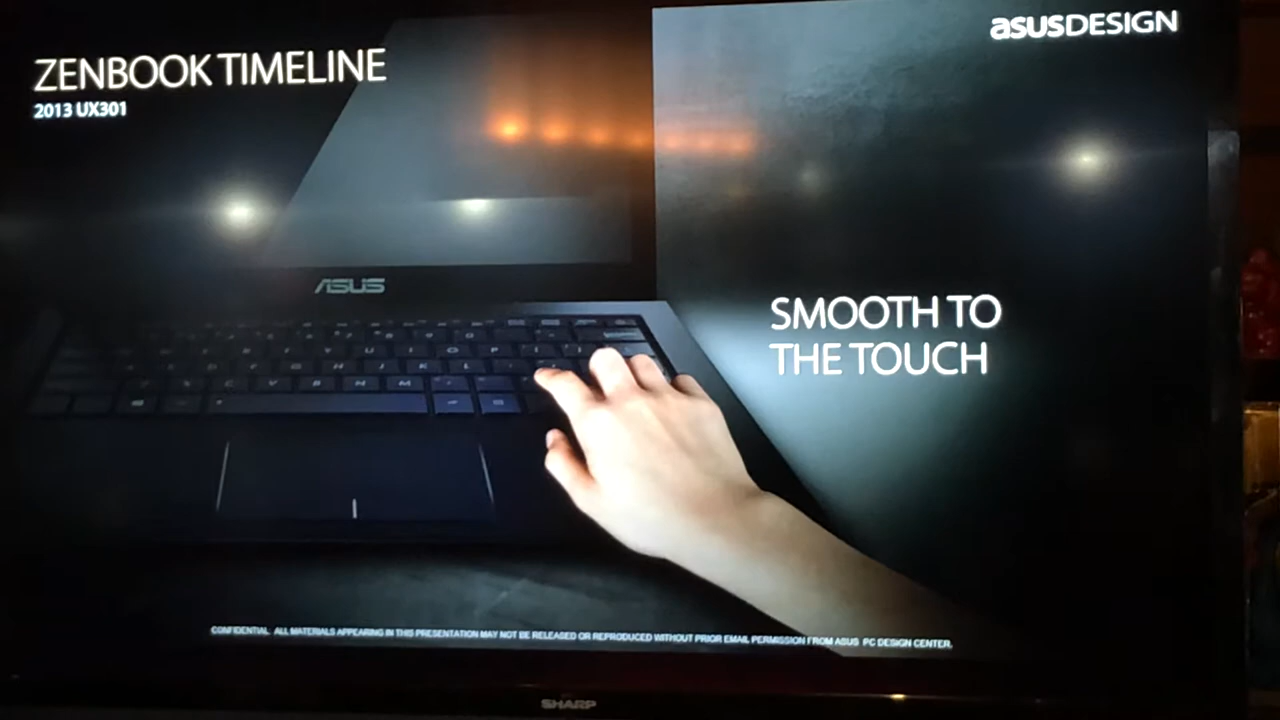 ZENBOOK TIMELINE
2013 UX301
asusDESIGN
ASUS
SMOOTH TO
THE TOUCH
CONFIDENTIAL ALL MATERIALS APPEARING IN THIS PRESENTATION MAY NOT BE RELEASED OR REPRODUCED WITHOUT PRIOR EMAIL PERMISSION FROM ASUS PC DESIGN CENTER.
SHARP